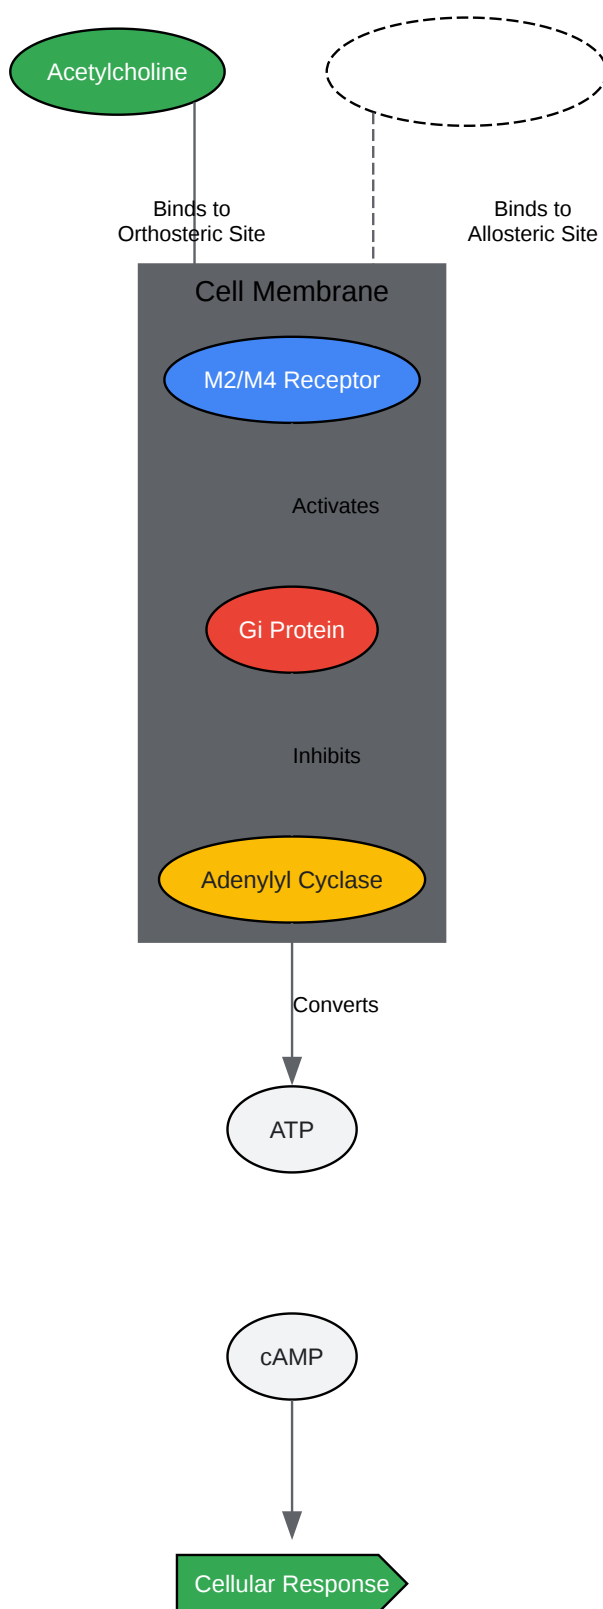 Acetylcholine
Binds to
Orthosteric Site
Binds to
Allosteric Site
Cell Membrane
M2/M4 Receptor
Activates
Gi Protein
Inhibits
Adenylyl Cyclase
Converts
ATP
cAMP
Cellular Response